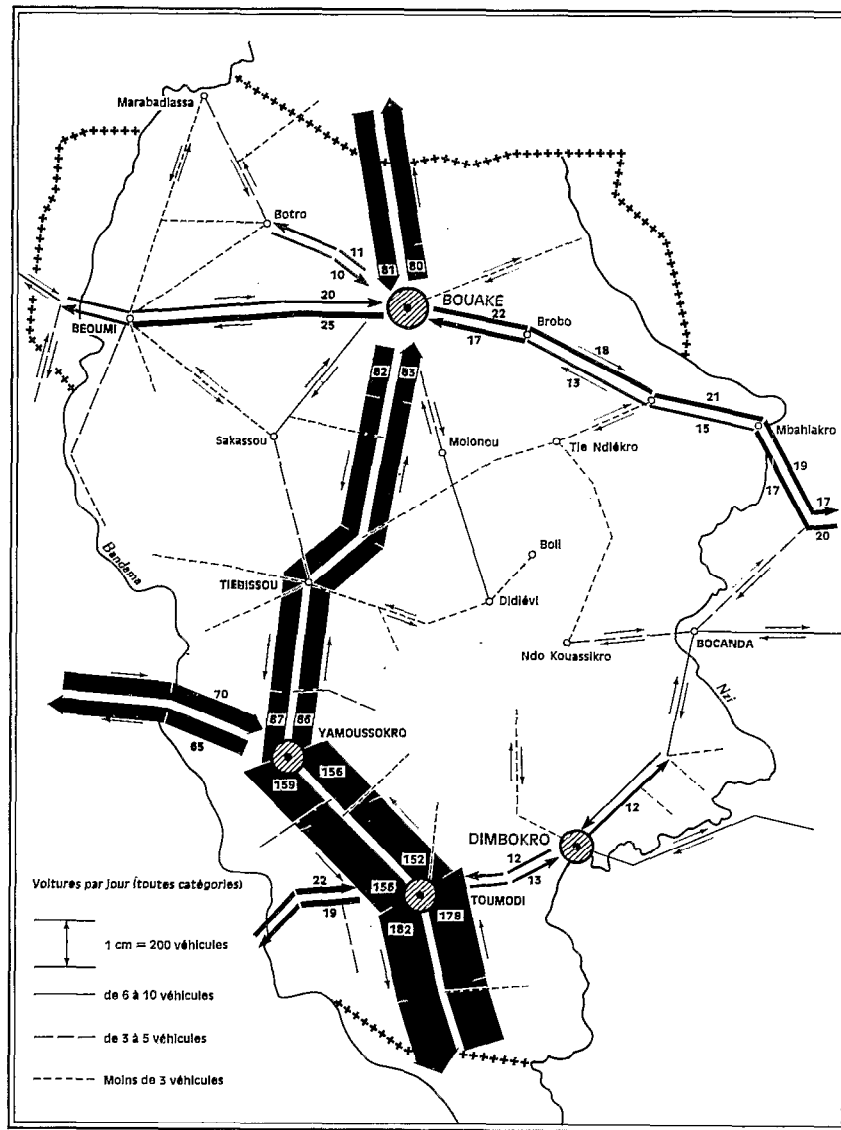 Marabadiassa
Botro
11
10
81
80
BOUAKÉ
20
25
BEOUMI
22
17
Brobo
18
13
21
15
Mbahiakro
19
17
17
20
82
83
Sakassou
Molonou
Tie Ndiékro
Bandama
TIEBISSOU
Boli
Didiévi
Ndo Kouassikro
BOCANDA
Nzi
70
65
87
86
YAMOUSSOKRO
159
156
12
DIMBOKRO
12
13
152
156
TOUMODI
178
182
22
19
Voitures par jour (toutes catégories)
1 cm = 200 véhicules
de 6 à 10 véhicules
de 3 à 5 véhicules
Moins de 3 véhicules